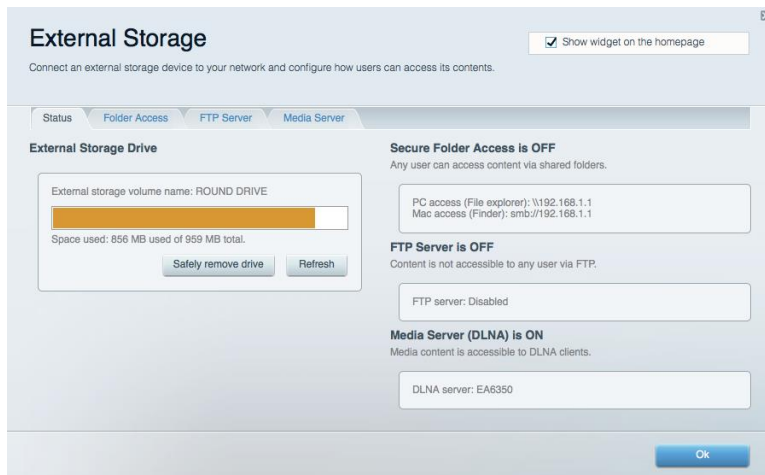 External Storage
Show widget on the homepage
Connect an external storage device to your network and configure how users can access its contents.
Status
Folder Access
FTP Server
Media Server
External Storage Drive
External storage volume name: ROUND DRIVE
Space used: 856 MB used of 959 MB total.
Safely remove drive
Refresh
Secure Folder Access is OFF
Any user can access content via shared folders.
PC access (File explorer): \\192.168.1.1
Mac access (Finder): smb://192.168.1.1
FTP Server is OFF
Content is not accessible to any user via FTP.
FTP server: Disabled
Media Server (DLNA) is ON
Media content is accessible to DLNA clients.
DLNA server: EA6350
Ok